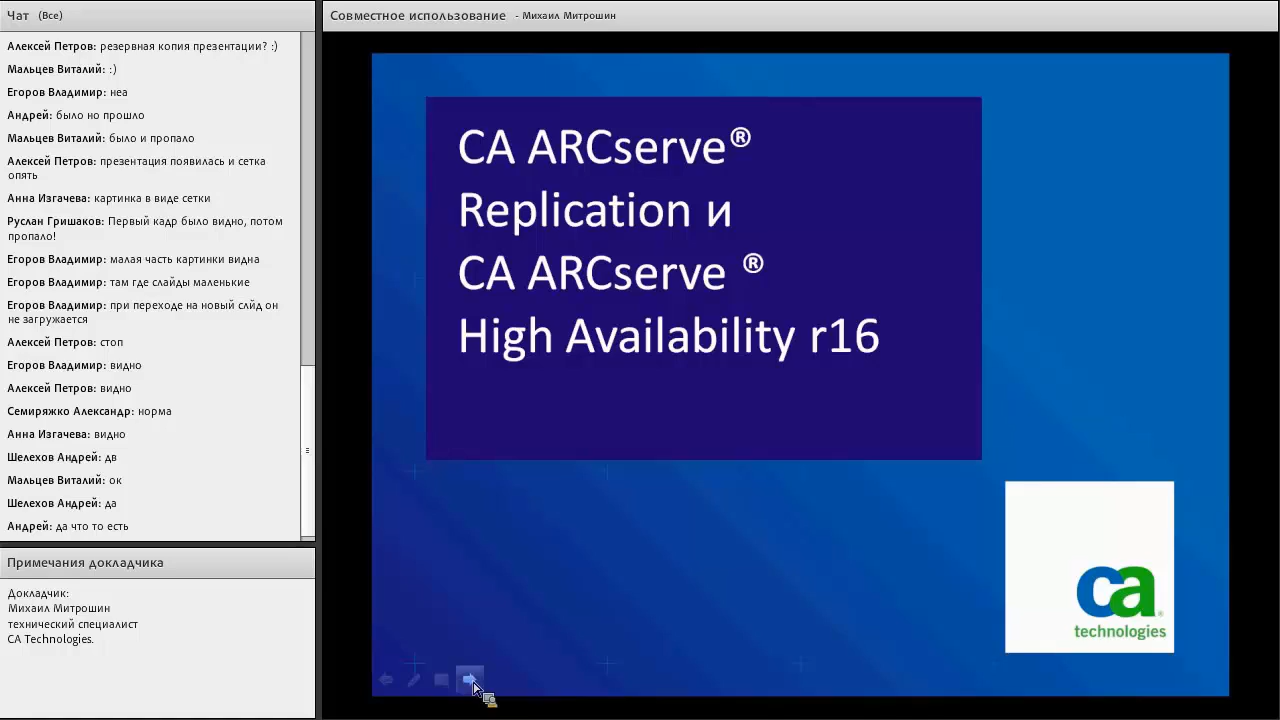 Чат (Все)
Алексей Петров: резервная копия презентации? :)
Мальцев Виталий: :)
Егоров Владимир: неа
Андрей: было но прошло
Мальцев Виталий: было и пропало
Алексей Петров: презентация появилась и сетка
опять
Анна Изгачева: картинка в виде сетки
Руслан Гришаков: Первый кадр было видно, потом
пропало!
Егоров Владимир: малая часть картинки видна
Егоров Владимир: там где слайды маленькие
Егоров Владимир: при переходе на новый слйд он
не загружается
Алексей Петров: стоп
Егоров Владимир: видно
Алексей Петров: видно
Семиряжко Александр: норма
Анна Изгачева: видно
Шелехов Андрей: дв
Мальцев Виталий: ок
Шелехов Андрей: да
Андрей: да что то есть
Примечания докладчика
Докладчик:
Михаил Митрошин
технический специалист
CA Technologies.
Совместное использование - Михаил Митрошин
CA ARCserve®
Replication и
CA ARCserve ®
High Availability r16
ca
technologies